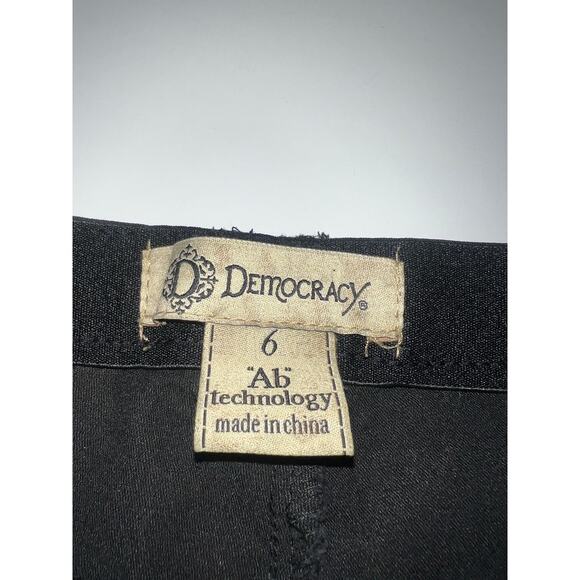 D DEMOCRACY®
6
"Ab"
technology
made in china